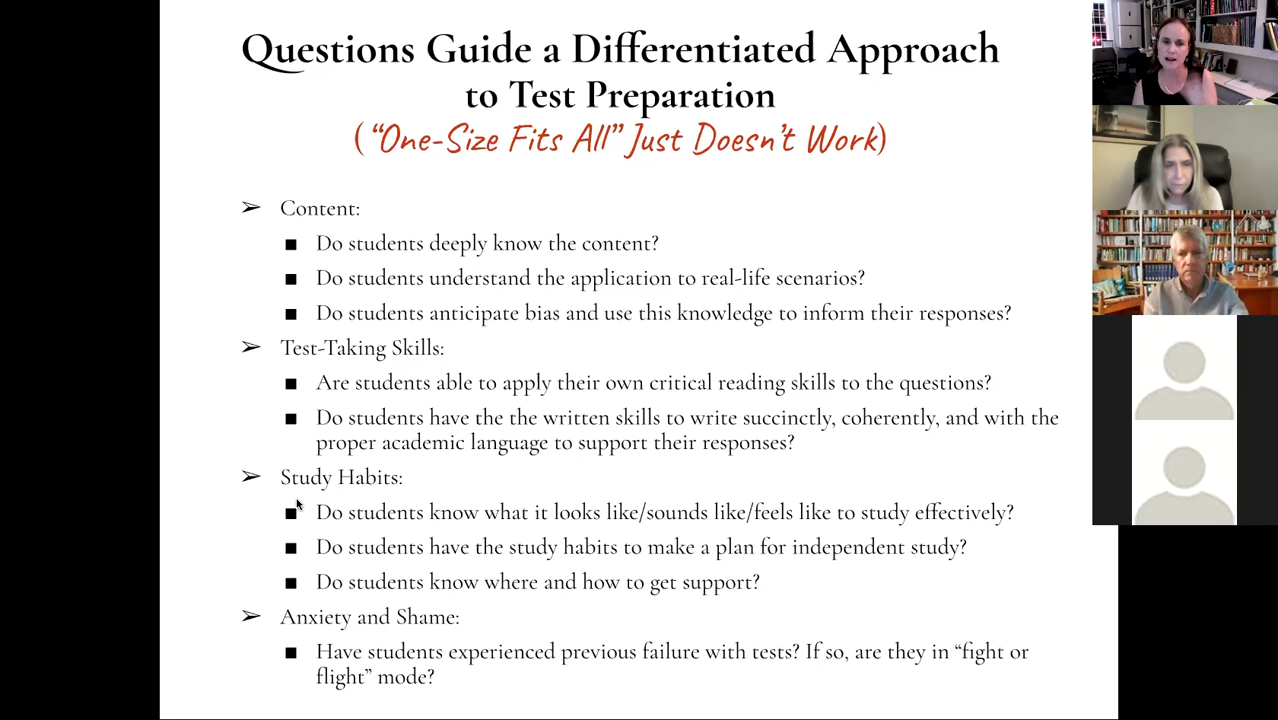 Questions Guide a Differentiated Approach
to Test Preparation
(“One-Size Fits All” Just Doesn’t Work)
➢ Content:
■ Do students deeply know the content?
■ Do students understand the application to real-life scenarios?
■ Do students anticipate bias and use this knowledge to inform their responses?
➢ Test-Taking Skills:
■ Are students able to apply their own critical reading skills to the questions?
■ Do students have the the written skills to write succinctly, coherently, and with the
proper academic language to support their responses?
➢ Study Habits:
■ Do students know what it looks like/sounds like/feels like to study effectively?
■ Do students have the study habits to make a plan for independent study?
■ Do students know where and how to get support?
➢ Anxiety and Shame:
■ Have students experienced previous failure with tests? If so, are they in “fight or
flight” mode?